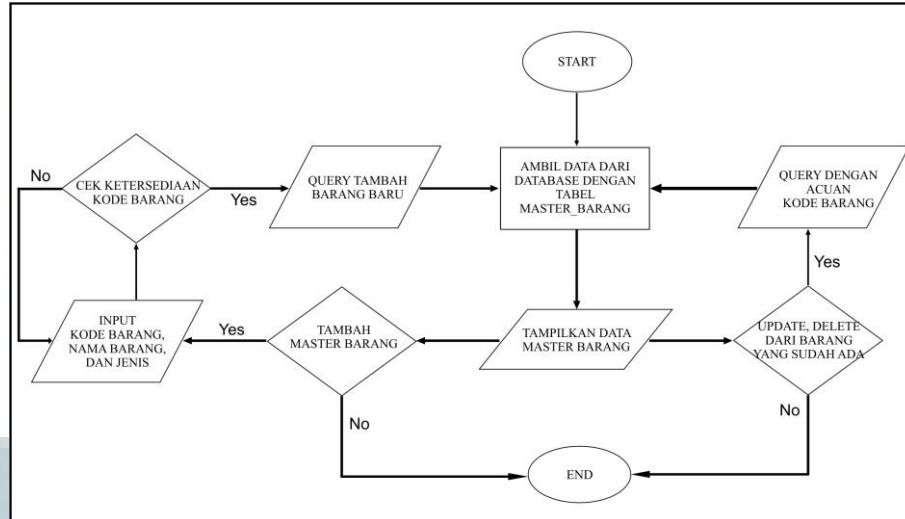 START
No
CEK KETERSEDIAAN
KODE BARANG
Yes
QUERY TAMBAH
BARANG BARU
AMBIL DATA DARI
DATABASE DENGAN
TABEL
MASTER_BARANG
QUERY DENGAN
ACUAN
KODE BARANG
Yes
INPUT
KODE BARANG,
NAMA BARANG,
DAN JENIS
Yes
TAMBAH
MASTER BARANG
TAMPILKAN DATA
MASTER BARANG
UPDATE, DELETE
DARI BARANG
YANG SUDAH ADA
No
No
END